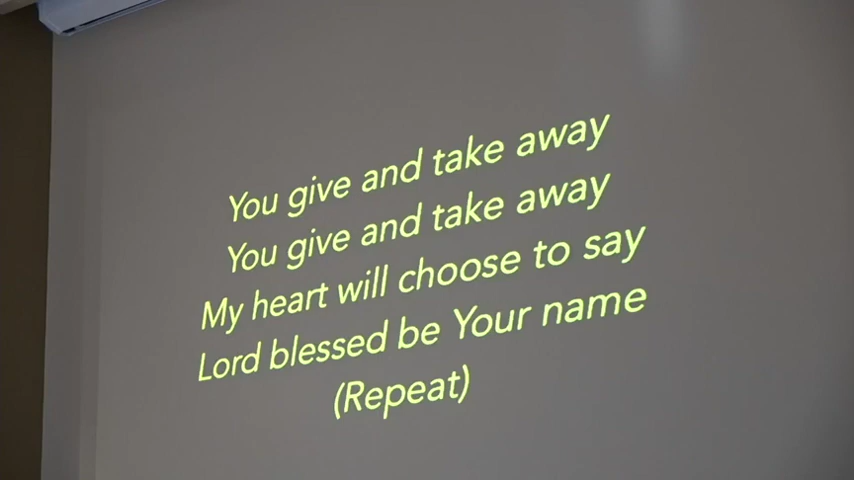 You give and take away
You give and take away
My heart will choose to say
Lord blessed be Your name
(Repeat)